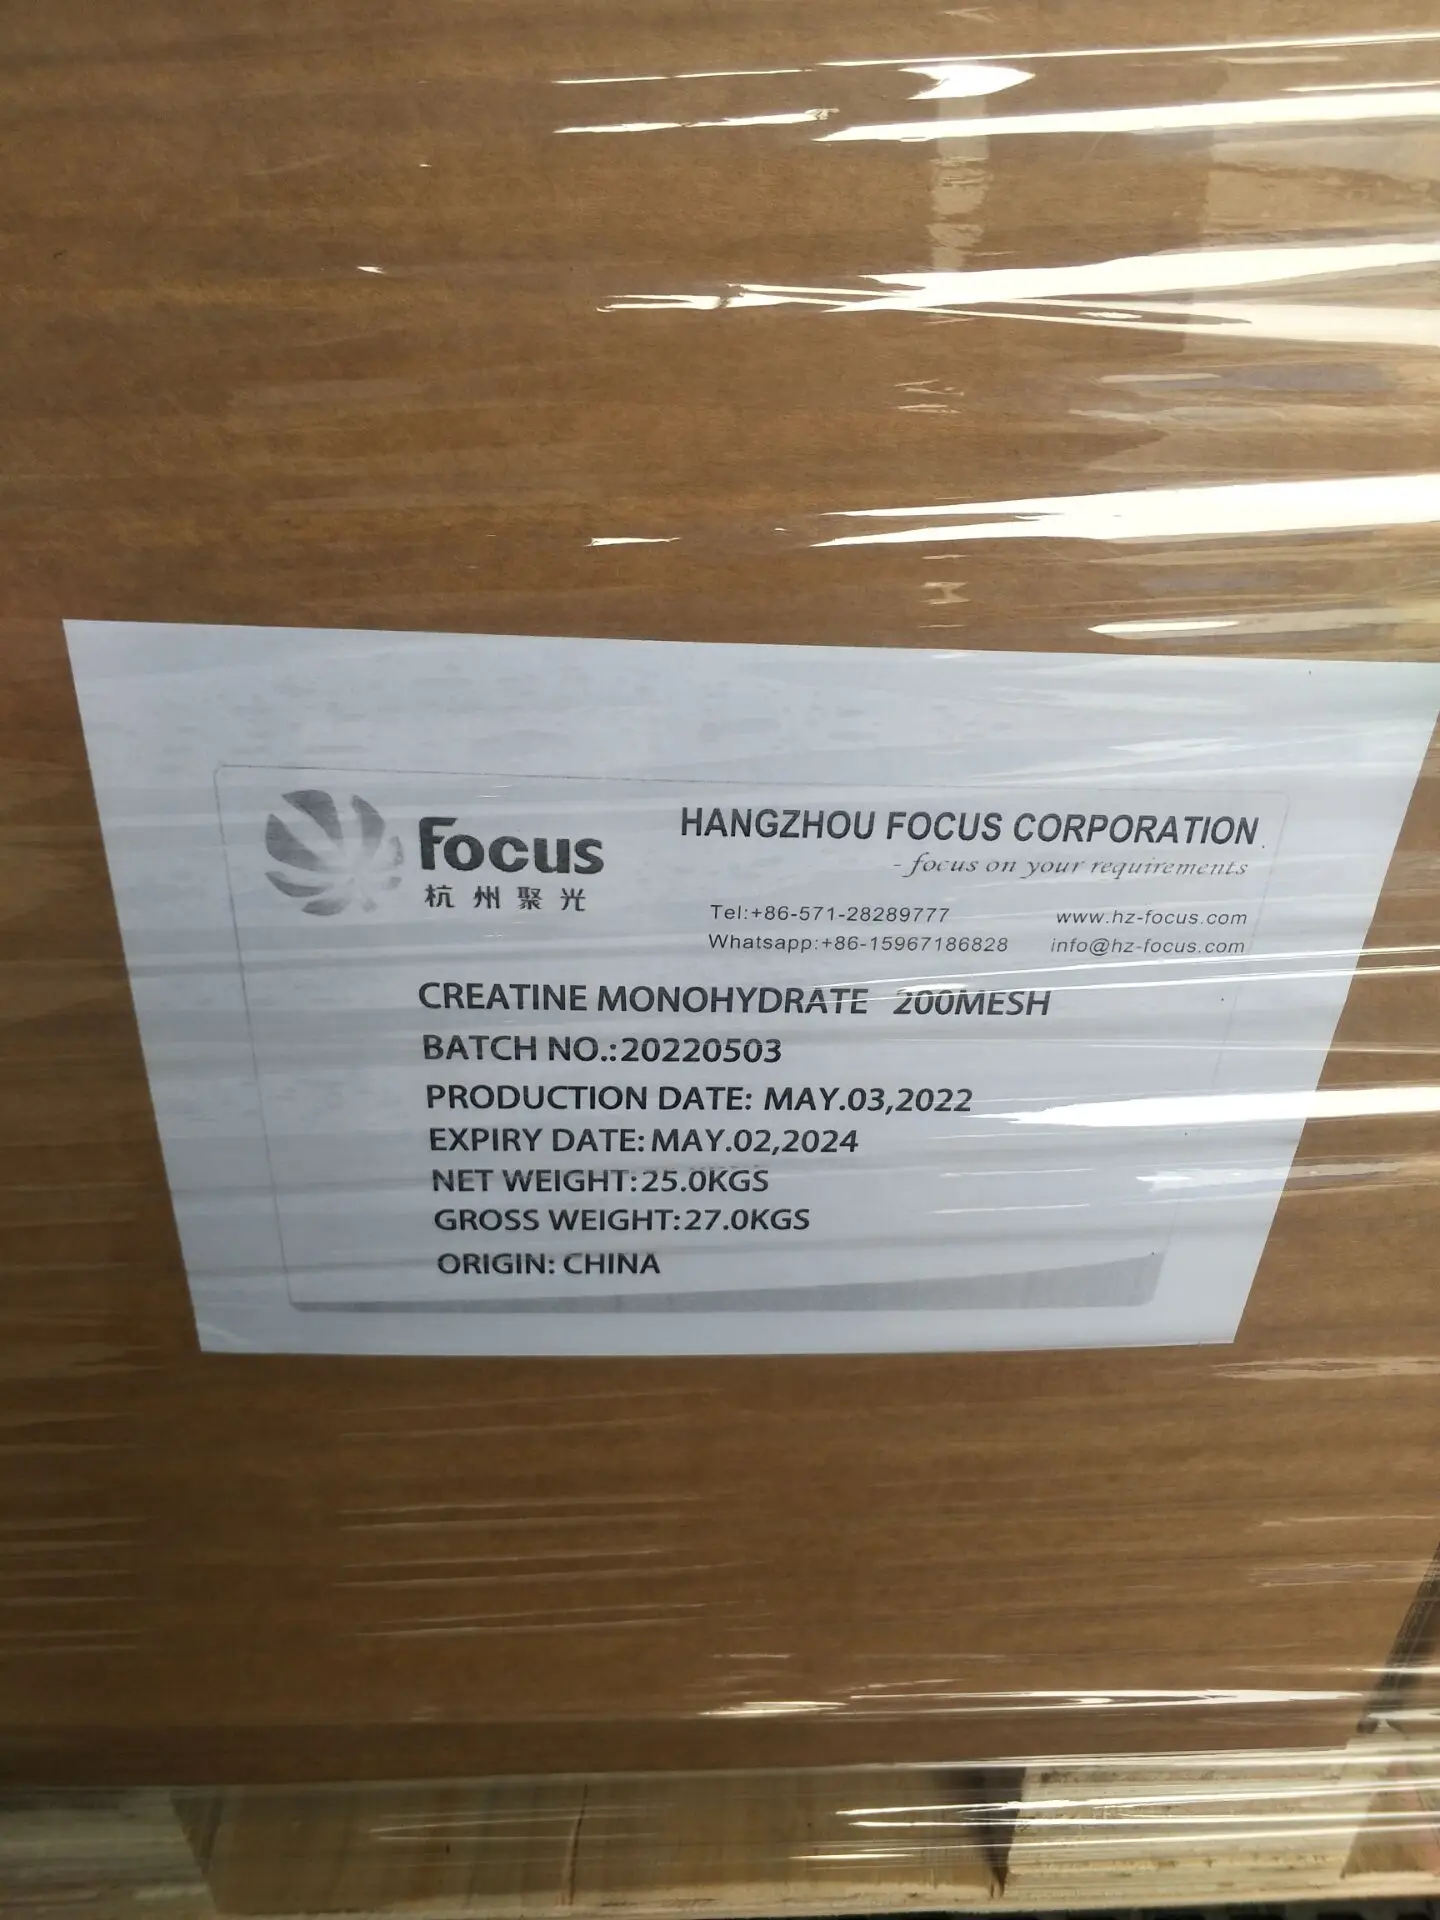 Focus
杭州聚光
HANGZHOU FOCUS CORPORATION
- focus on your requirements
Tel:+86-571-28289777 www.hz-focus.com
Whatsapp:+86-15967186828 info@hz-focus.com
CREATINE MONOHYDRATE 200MESH
BATCH NO.:20220503
PRODUCTION DATE: MAY.03,2022
EXPIRY DATE:MAY.02,2024
NET WEIGHT:25.0KGS
GROSS WEIGHT:27.0KGS
ORIGIN: CHINA